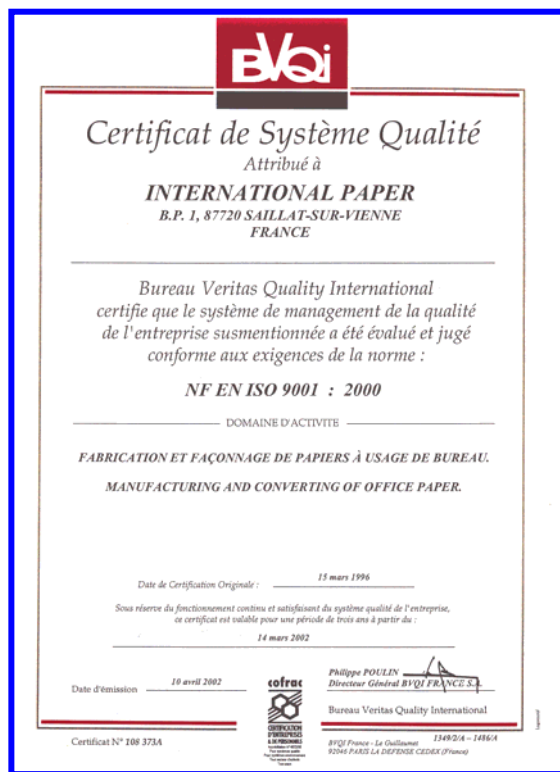 BVQi
Certificat de Système Qualité
Attribué à
INTERNATIONAL PAPER
B.P. 1, 87720 SAILLAT-SUR-VIENNE
FRANCE
Bureau Veritas Quality International
certifie que le système de management de la qualité
de l'entreprise susmentionnée a été évalué et jugé
conforme aux exigences de la norme :
NF EN ISO 9001 : 2000
DOMAINE D'ACTIVITE
FABRICATION ET FAÇONNAGE DE PAPIERS À USAGE DE BUREAU.
MANUFACTURING AND CONVERTING OF OFFICE PAPER.
Date de Certification Originale : 15 mars 1996
Sous réserve du fonctionnement continu et satisfaisant du système qualité de l'entreprise,
ce certificat est valable pour une période de trois ans à partir du :
14 mars 2002
Date d'émission 10 avril 2002
cofrac
CERTIFICATION
D'ENTREPRISES
& DE PERSONNELS
Philippe POULIN
Directeur Général BVQI FRANCE S.A.
Bureau Veritas Quality International
Certificat N° 108 373A
1349/2/A – 1486/A
BVQI France - Le Guillaumet
92046 PARIS LA DEFENSE CEDEX (France)